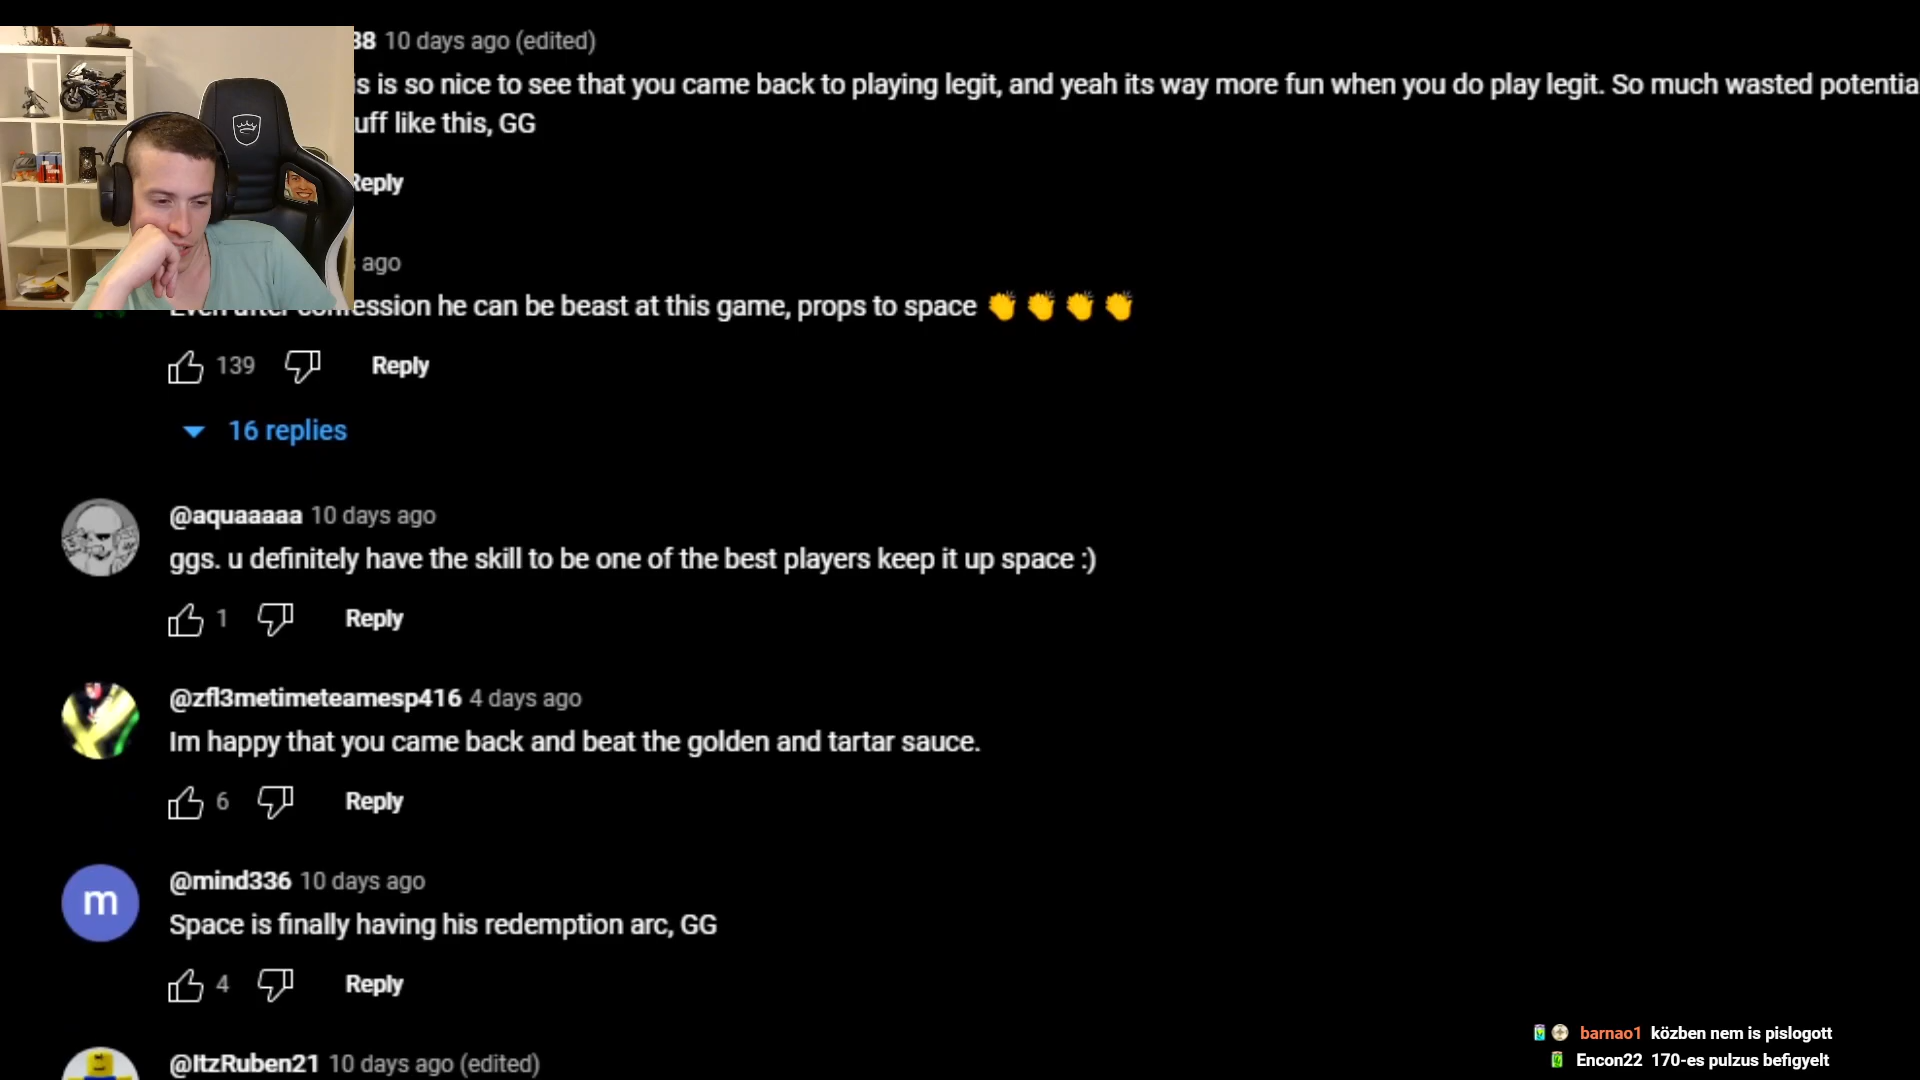 38 10 days ago (edited)
is is so nice to see that you came back to playing legit, and yeah its way more fun when you do play legit. So much wasted potentia
uff like this, GG
Reply
ago
Even after confession he can be beast at this game, props to space 👏 👏 👏 👏
139 Reply
16 replies
@aquaaaaa 10 days ago
ggs. u definitely have the skill to be one of the best players keep it up space :)
1 Reply
@zfl3metimeteamesp416 4 days ago
Im happy that you came back and beat the golden and tartar sauce.
6 Reply
m @mind336 10 days ago
Space is finally having his redemption arc, GG
4 Reply
@ItzRuben21 10 days ago (edited)
barnao1 közben nem is pislogott
Encon22 170-es pulzus befigyelt